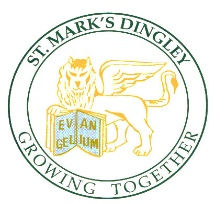 ST. MARK'S DINGLEY
EV AN
GEL IUM
GROWING TOGETHER